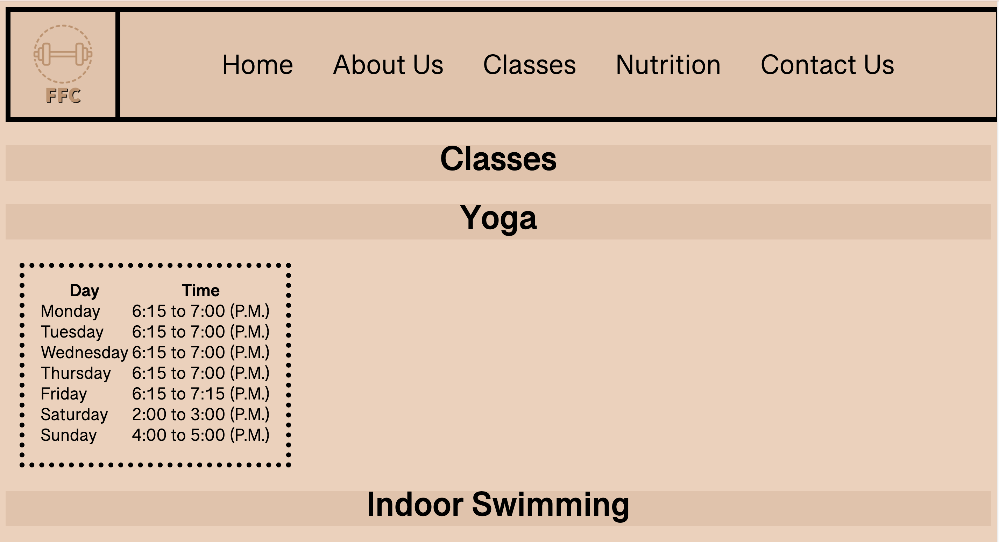 FFC
Home About Us Classes Nutrition Contact Us
Classes
Yoga
Day Time
Monday 6:15 to 7:00 (P.M.)
Tuesday 6:15 to 7:00 (P.M.)
Wednesday 6:15 to 7:00 (P.M.)
Thursday 6:15 to 7:00 (P.M.)
Friday 6:15 to 7:15 (P.M.)
Saturday 2:00 to 3:00 (P.M.)
Sunday 4:00 to 5:00 (P.M.)
Indoor Swimming